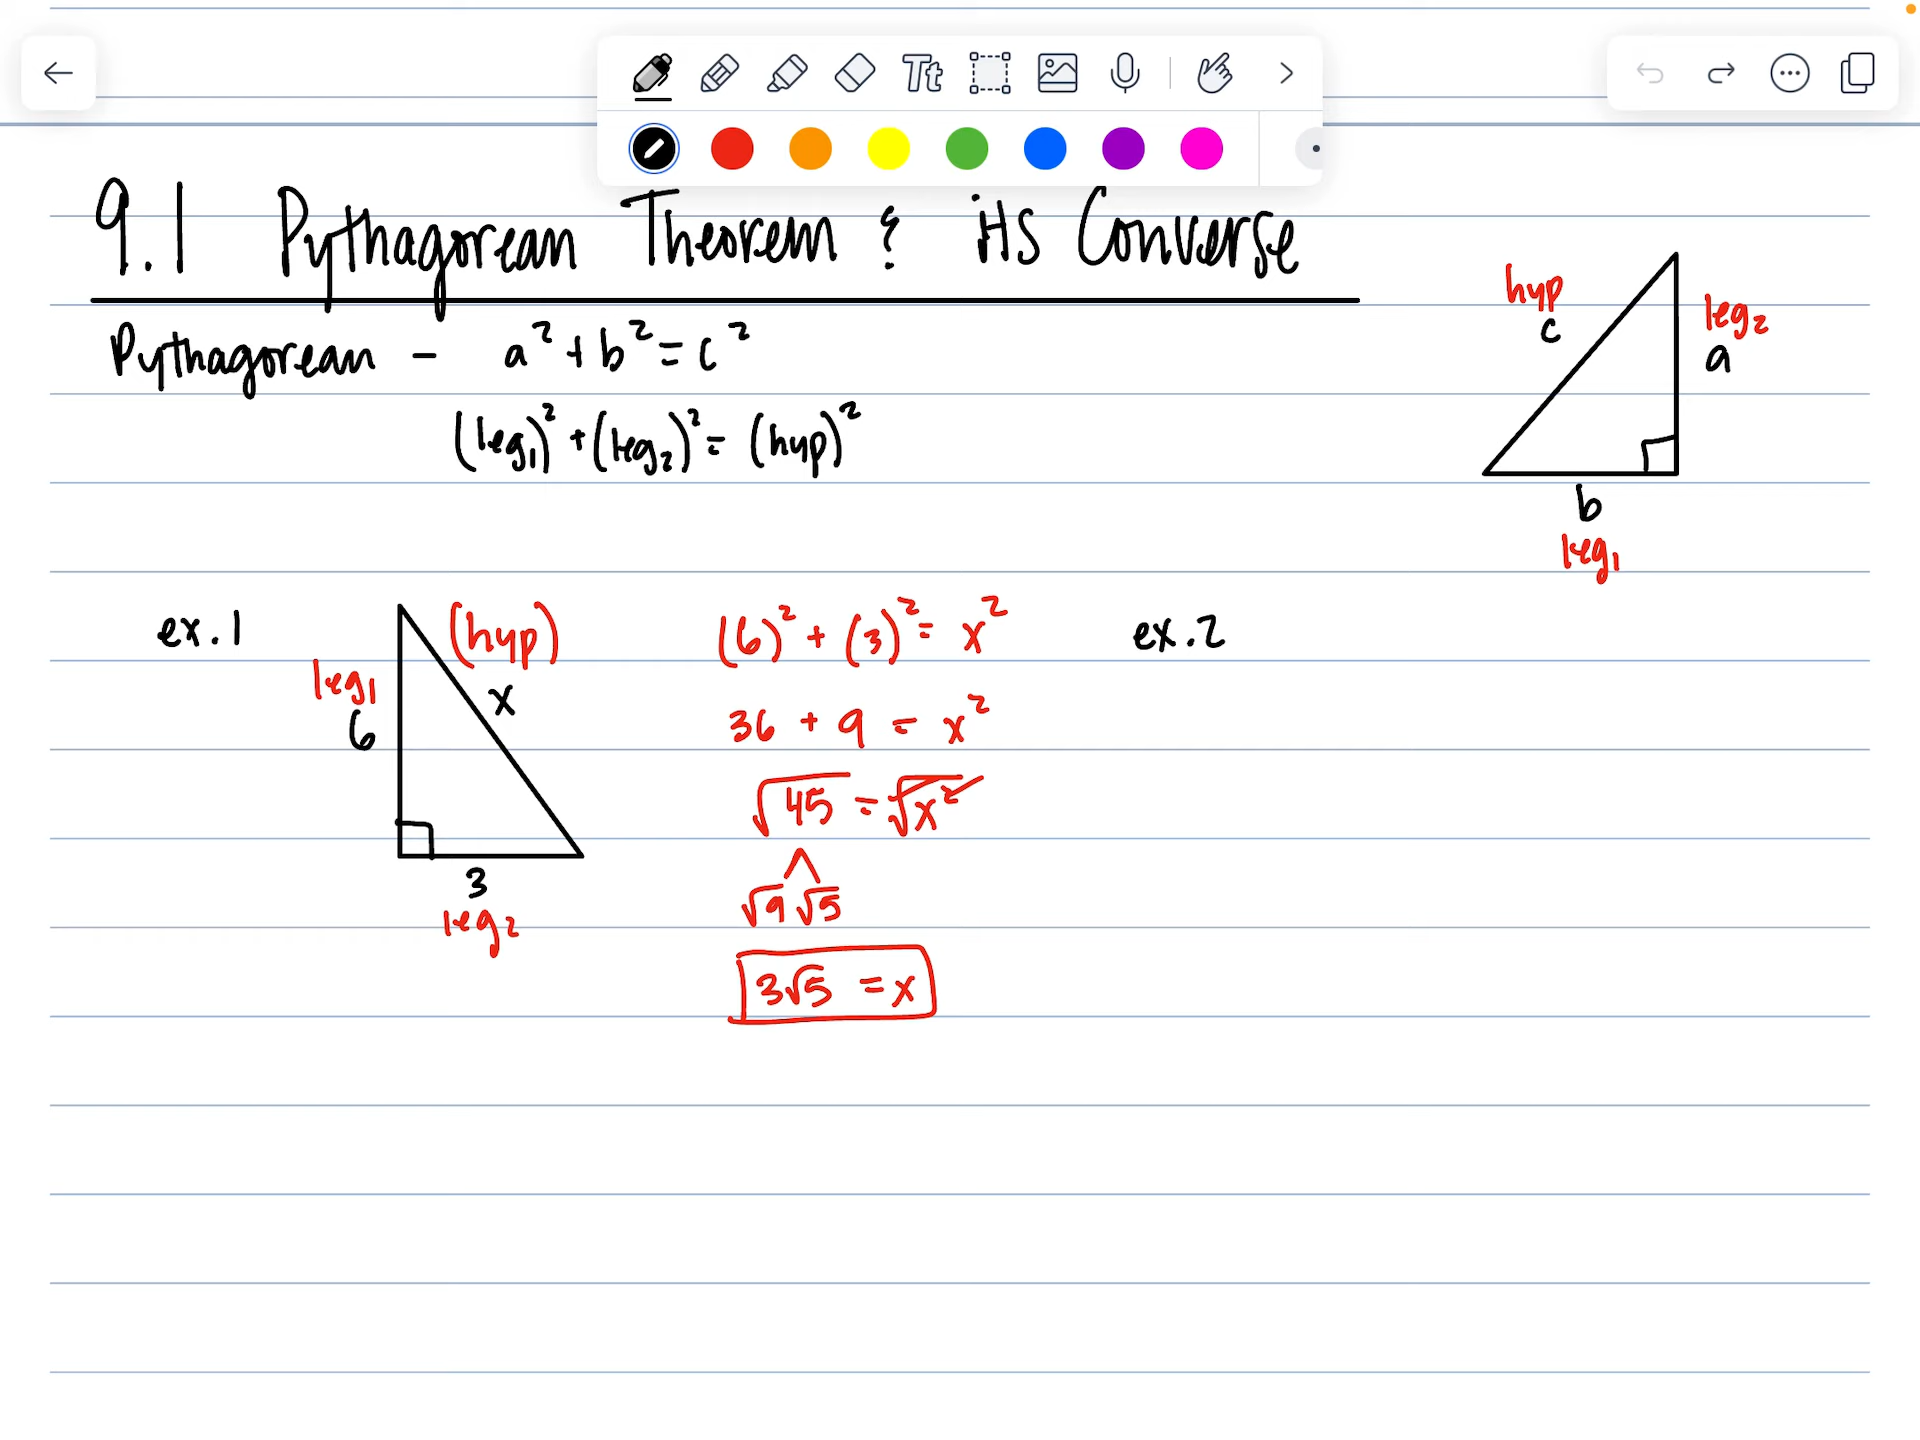 Tt
9.1 Pythagorean Theorem & its Converse
Pythagorean - a² + b² = c²
(leg₁)² + (leg₂)² = (hyp)²
hyp
c
leg₂
a
b
leg₁
ex. 1
(hyp)
leg₁
6
x
3
leg₂
(6)² + (3)² = x²
36 + 9 = x²
√45 = √x²
√9 √5
3√5 = x
ex. 2